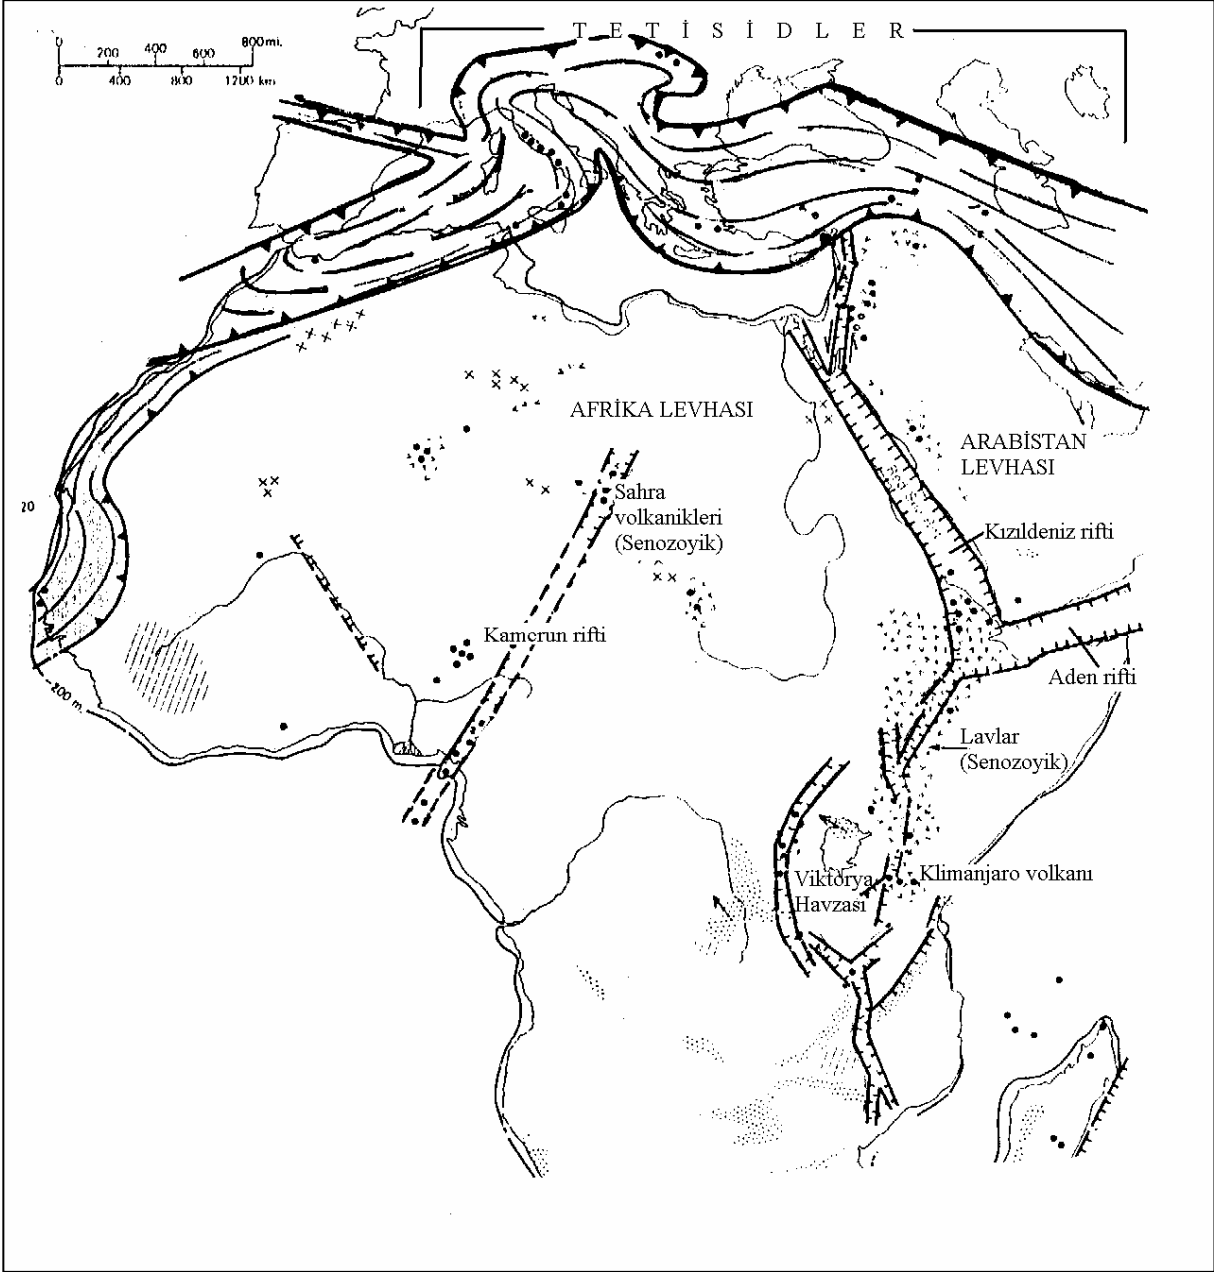 T E T İ S İ D L E R
0 200 400 600 800 mi.
0 400 800 1200 km
AFRİKA LEVHASI
ARABİSTAN
LEVHASI
20
Sahra
volkanikleri
(Senozoyik)
Kızıldeniz rifti
Kamerun rifti
Aden rifti
200 m.
Lavlar
(Senozoyik)
Viktorya
Havzası
Klimanjaro volkanı